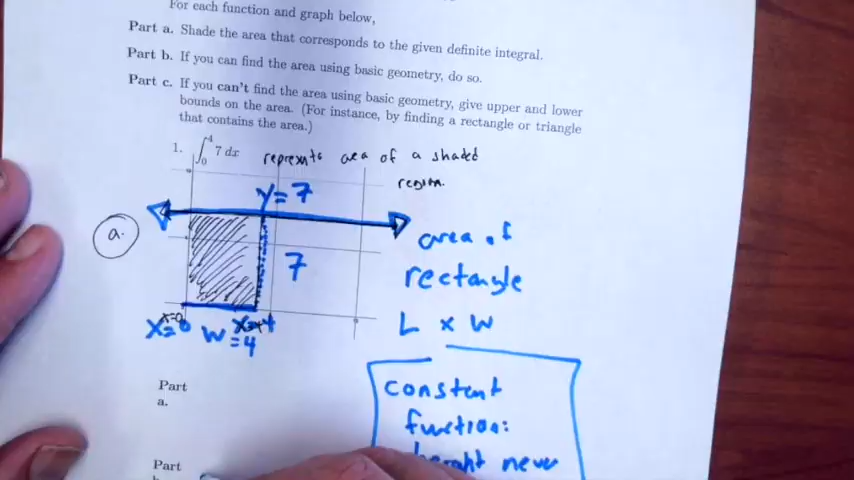 For each function and graph below,
Part a. Shade the area that corresponds to the given definite integral.
Part b. If you can find the area using basic geometry, do so.
Part c. If you can't find the area using basic geometry, give upper and lower
bounds on the area. (For instance, by finding a rectangle or triangle
that contains the area.)
1. ∫₀⁴ 7 dx represnts area of a shaded
region.
y = 7
a.
7
area of
rectangle
L x W
x=0
X=0
W
= 4
constant
function:
height never
Part
a.
Part